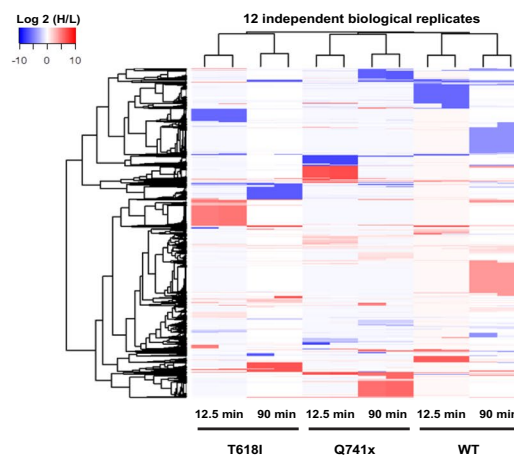 Log 2 (H/L)
-10 0 10
12 independent biological replicates
12.5 min 90 min 12.5 min 90 min 12.5 min 90 min
T618I Q741x WT